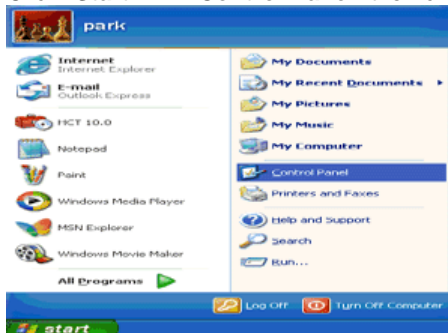 park
Internet
Internet Explorer
E-mail
Outlook Express
HCT 10.0
Notepad
Paint
Windows Media Player
MSN Explorer
Windows Movie Maker
All Programs
My Documents
My Recent Documents
My Pictures
My Music
My Computer
Control Panel
Printers and Faxes
Help and Support
Search
Run...
Log Off
Turn Off Computer
start